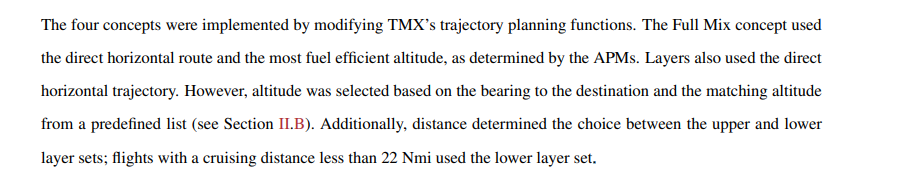 The four concepts were implemented by modifying TMX’s trajectory planning functions. The Full Mix concept used
the direct horizontal route and the most fuel efficient altitude, as determined by the APMs. Layers also used the direct
horizontal trajectory. However, altitude was selected based on the bearing to the destination and the matching altitude
from a predefined list (see Section II.B). Additionally, distance determined the choice between the upper and lower
layer sets; flights with a cruising distance less than 22 Nmi used the lower layer set.